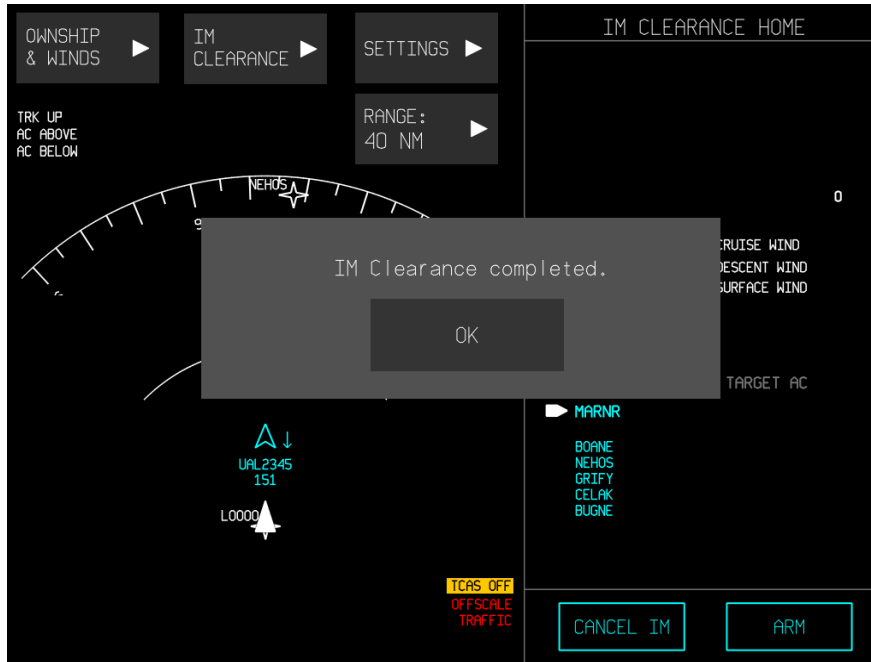 OWNSHIP
& WINDS
IM
CLEARANCE
SETTINGS
RANGE:
40 NM
TRK UP
AC ABOVE
AC BELOW
NEHOS
9
IM Clearance completed.
OK
UAL2345
151
L0000
TCAS OFF
OFFSCALE
TRAFFIC
IM CLEARANCE HOME
0
CRUISE WIND
DESCENT WIND
SURFACE WIND
TARGET AC
MARNR
BOANE
NEHOS
GRIFY
CELAK
BUGNE
CANCEL IM
ARM